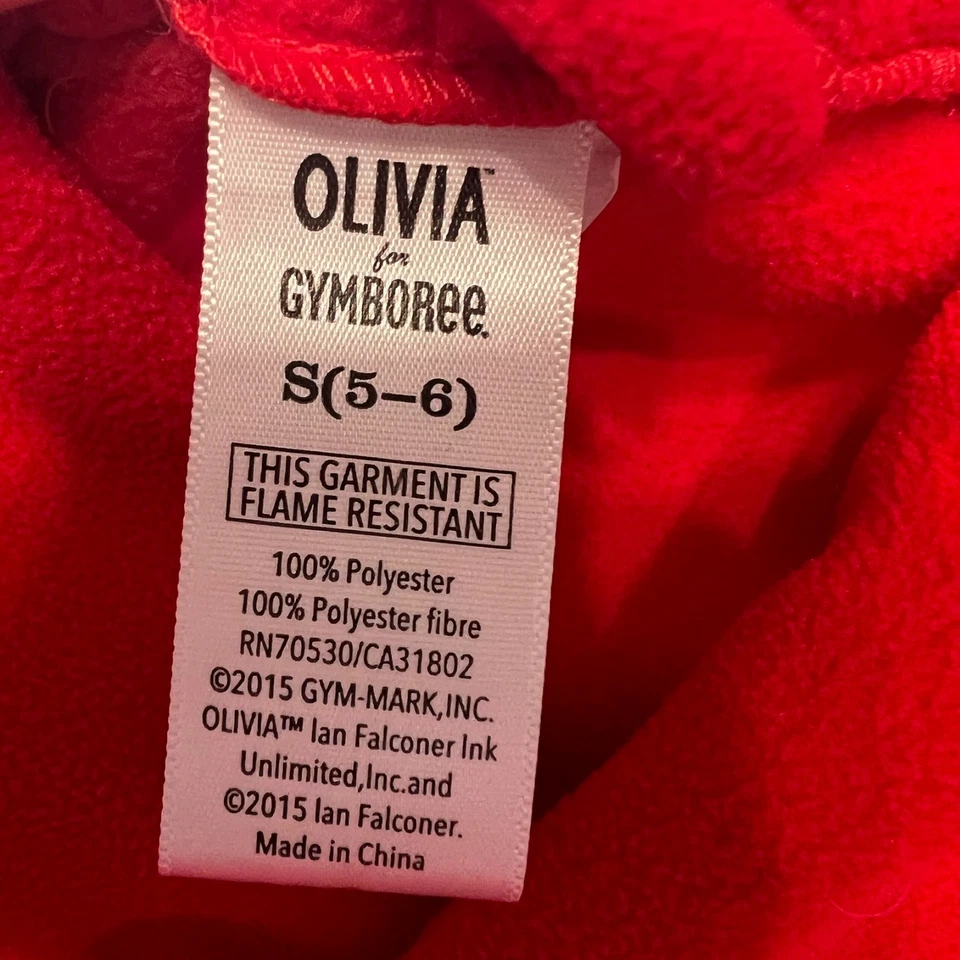 OLIVIA™
for
GYMBOREE.
S(5–6)
THIS GARMENT IS
FLAME RESISTANT
100% Polyester
100% Polyester fibre
RN70530/CA31802
©2015 GYM-MARK,INC.
OLIVIA™ Ian Falconer Ink
Unlimited,Inc.and
©2015 Ian Falconer.
Made in China